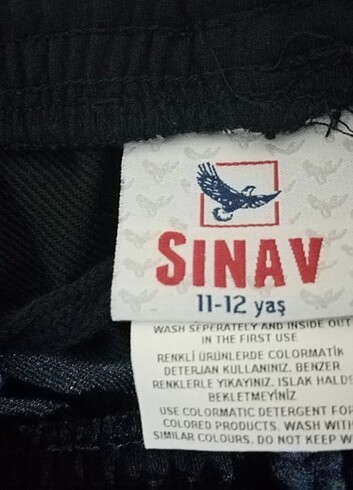 SINAV
11-12 yaş
WASH SEPERATELY AND INSIDE OUT
IN THE FIRST USE
RENKLİ ÜRÜNLERDE COLORMATİK
DETERJAN KULLANINIZ. BENZER
RENKLERLE YIKAYINIZ. ISLAK HALDE
BEKLETMEYİNİZ
USE COLORMATIC DETERGENT FOR
COLORED PRODUCTS. WASH WITH
SIMILAR COLOURS. DO NOT KEEP W